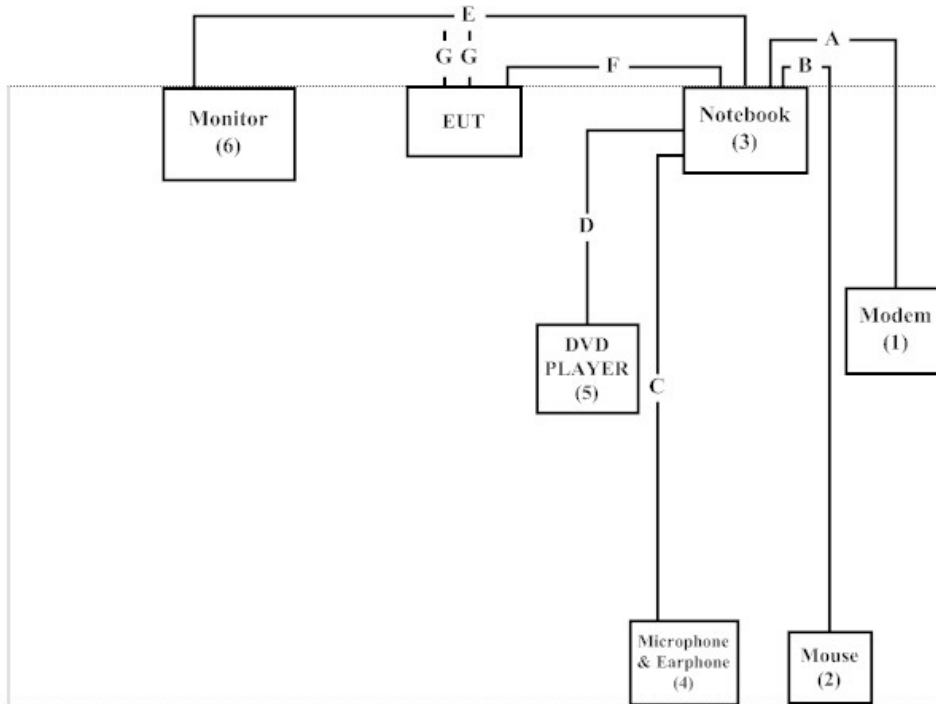 E
A
G G
F
B
Monitor
(6)
EUT
Notebook
(3)
D
Modem
(1)
DVD
PLAYER
(5)
C
Microphone
& Earphone
(4)
Mouse
(2)